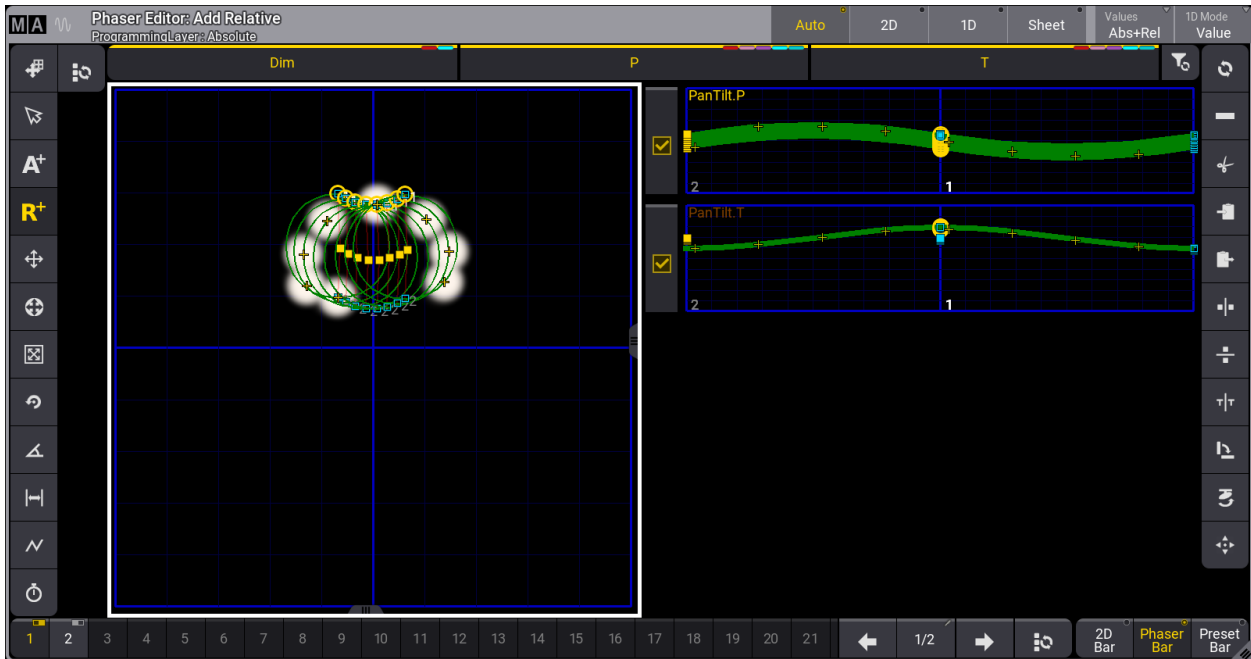 MA
Phaser Editor: Add Relative
ProgrammingLayer: Absolute
Auto
2D
1D
Sheet
Values
Abs+Rel
1D Mode
Value
Dim
P
T
A+
R+
PanTilt.P
2
1
PanTilt.T
2
1
1 2 3 4 5 6 7 8 9 10 11 12 13 14 15 16 17 18 19 20 21
1/2
2D
Bar
Phaser
Bar
Preset
Bar